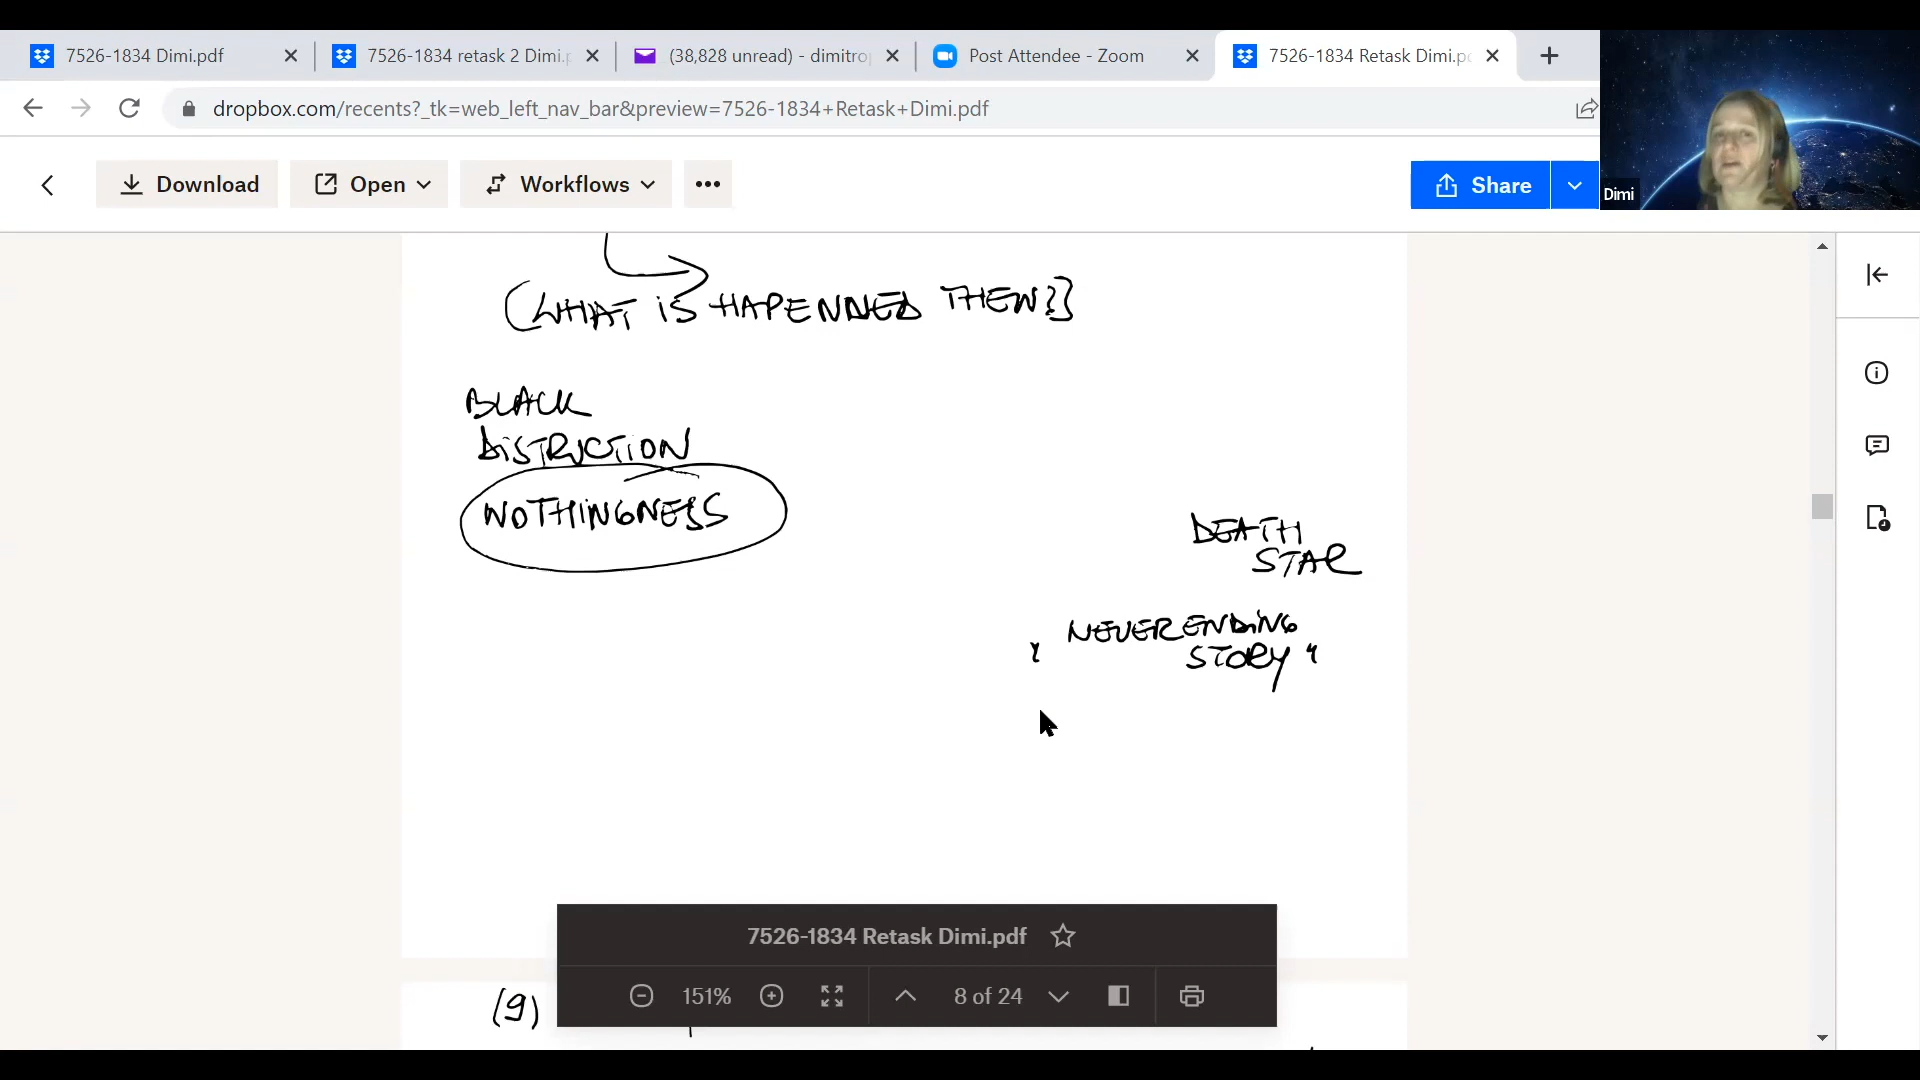 7526-1834 Dimi.pdf
7526-1834 retask 2 Dimi.p
(38,828 unread) - dimitro
Post Attendee - Zoom
7526-1834 Retask Dimi.p
dropbox.com/recents?_tk=web_left_nav_bar&preview=7526-1834+Retask+Dimi.pdf
Download
Open
Workflows
Share
Dimi
(WHAT IS HAPENNED THEN?]
BLACK
DISTRUCTION
NOTHINGNESS
DEATH
STAR
" NEVERENDING
STORY "
7526-1834 Retask Dimi.pdf
151%
8 of 24
(9)